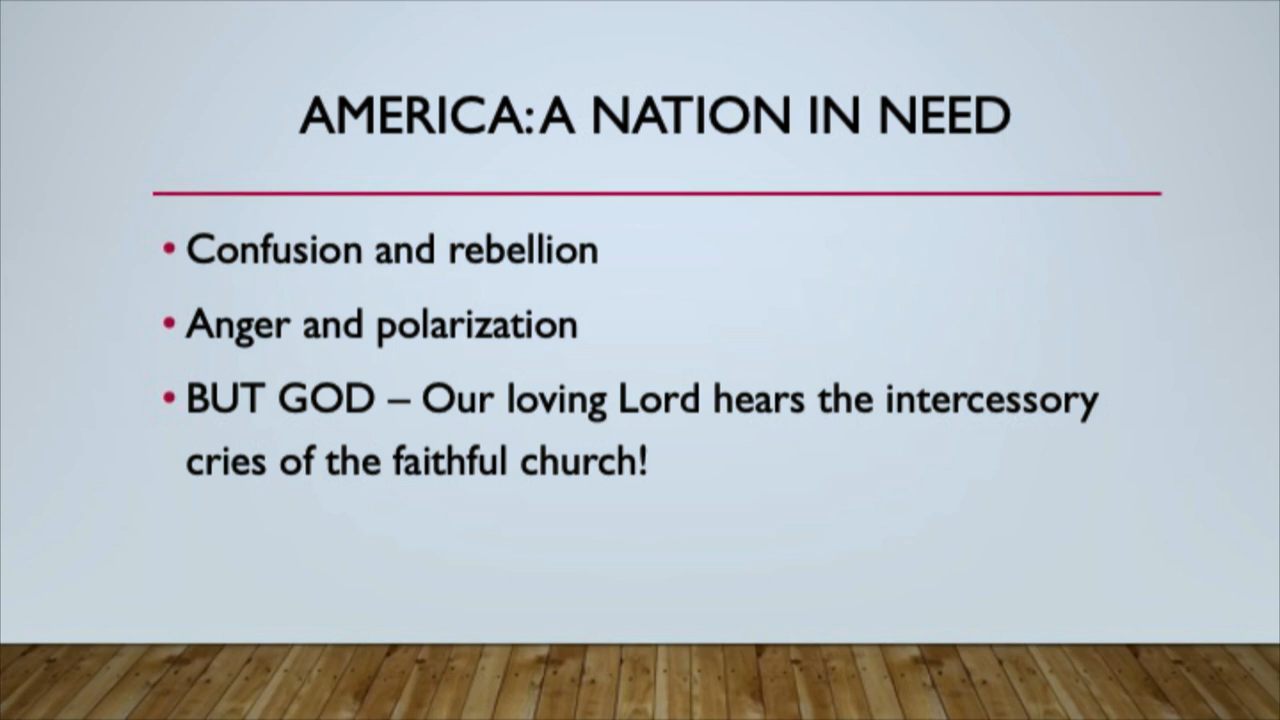 AMERICA: A NATION IN NEED
• Confusion and rebellion
• Anger and polarization
• BUT GOD – Our loving Lord hears the intercessory
cries of the faithful church!